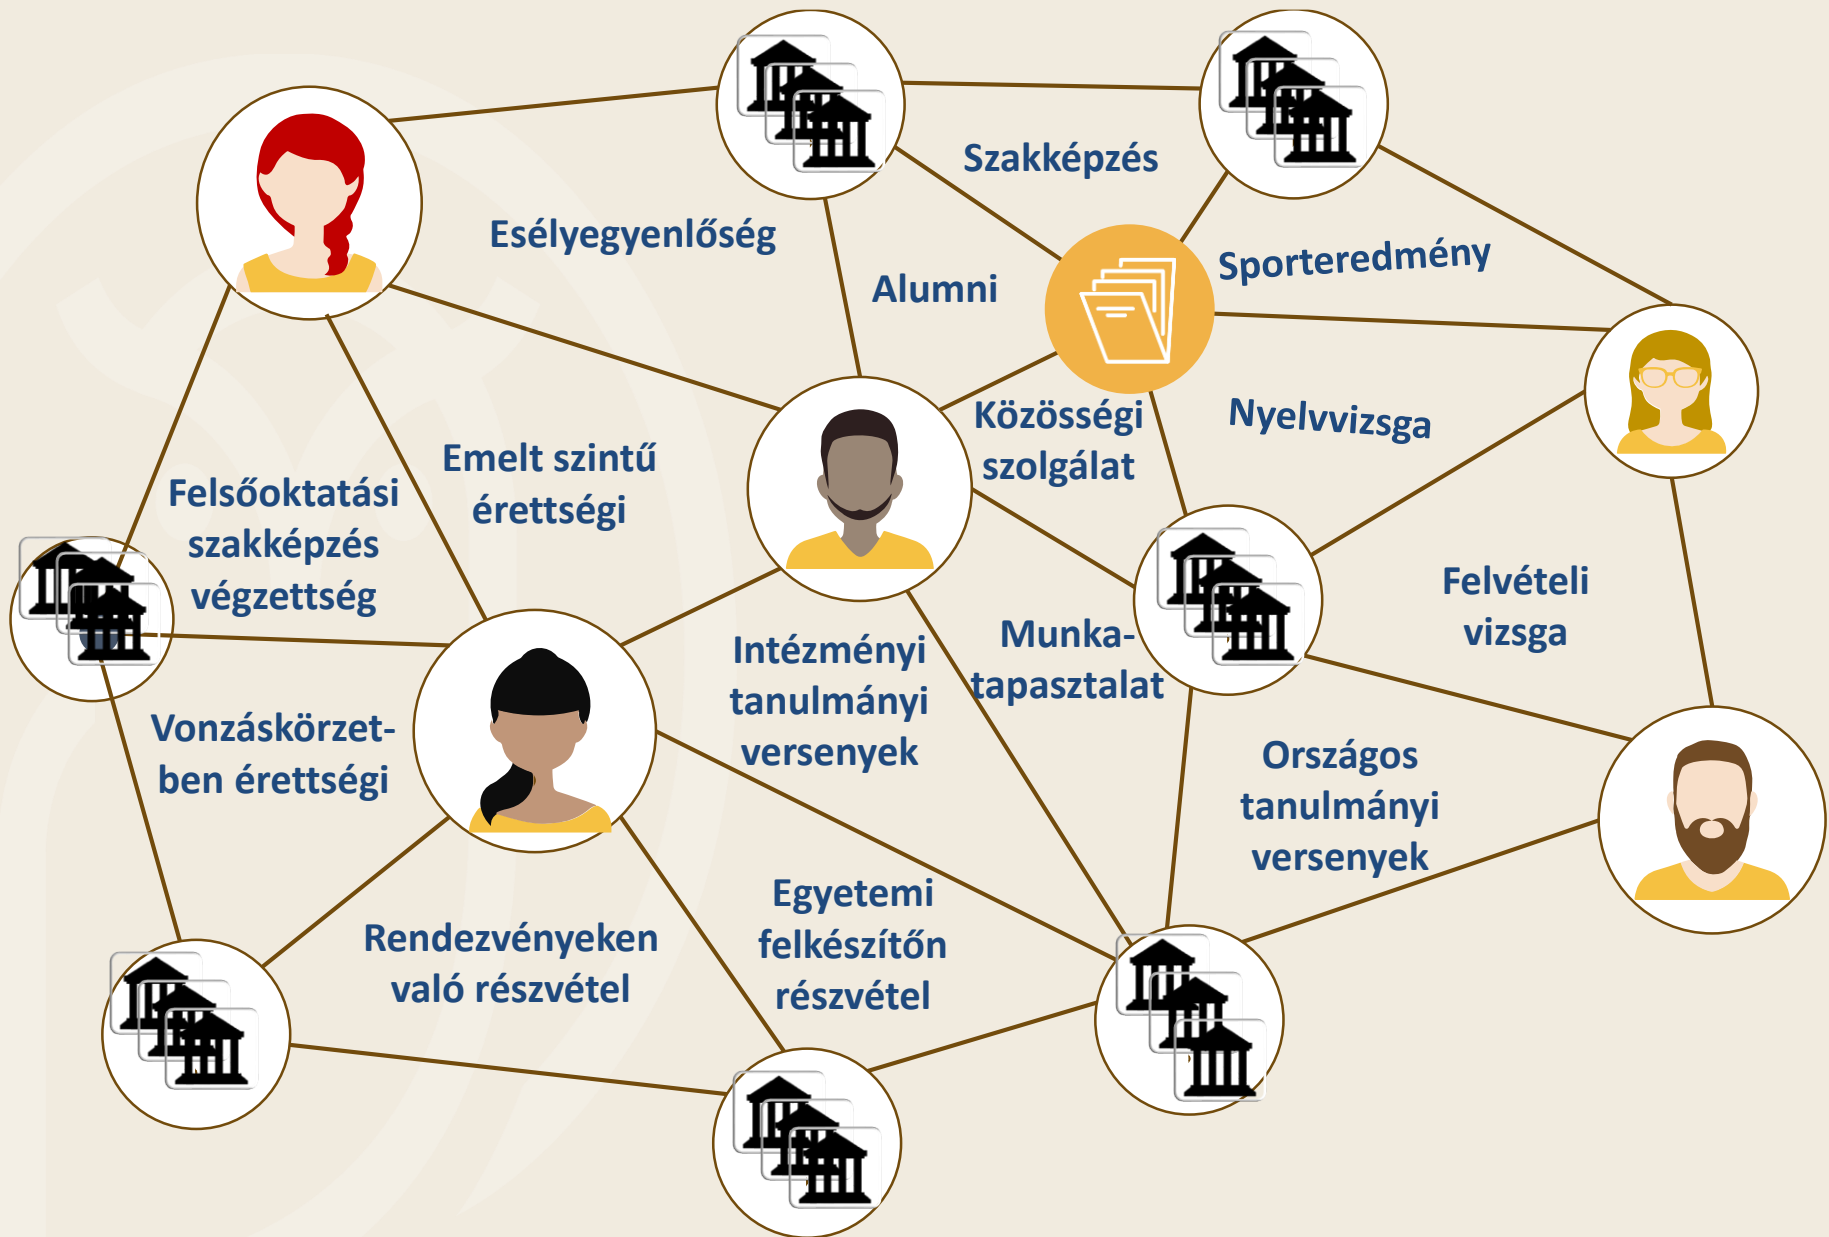 Szakképzés
Esélyegyenlőség
Alumni
Sporteredmény
Közösségi
szolgálat
Nyelvvizsga
Emelt szintű
érettségi
Felsőoktatási
szakképzés
végzettség
Felvételi
vizsga
Intézményi
tanulmányi
versenyek
Munka-
tapasztalat
Vonzáskörzet-
ben érettségi
Országos
tanulmányi
versenyek
Rendezvényeken
való részvétel
Egyetemi
felkészítőn
részvétel